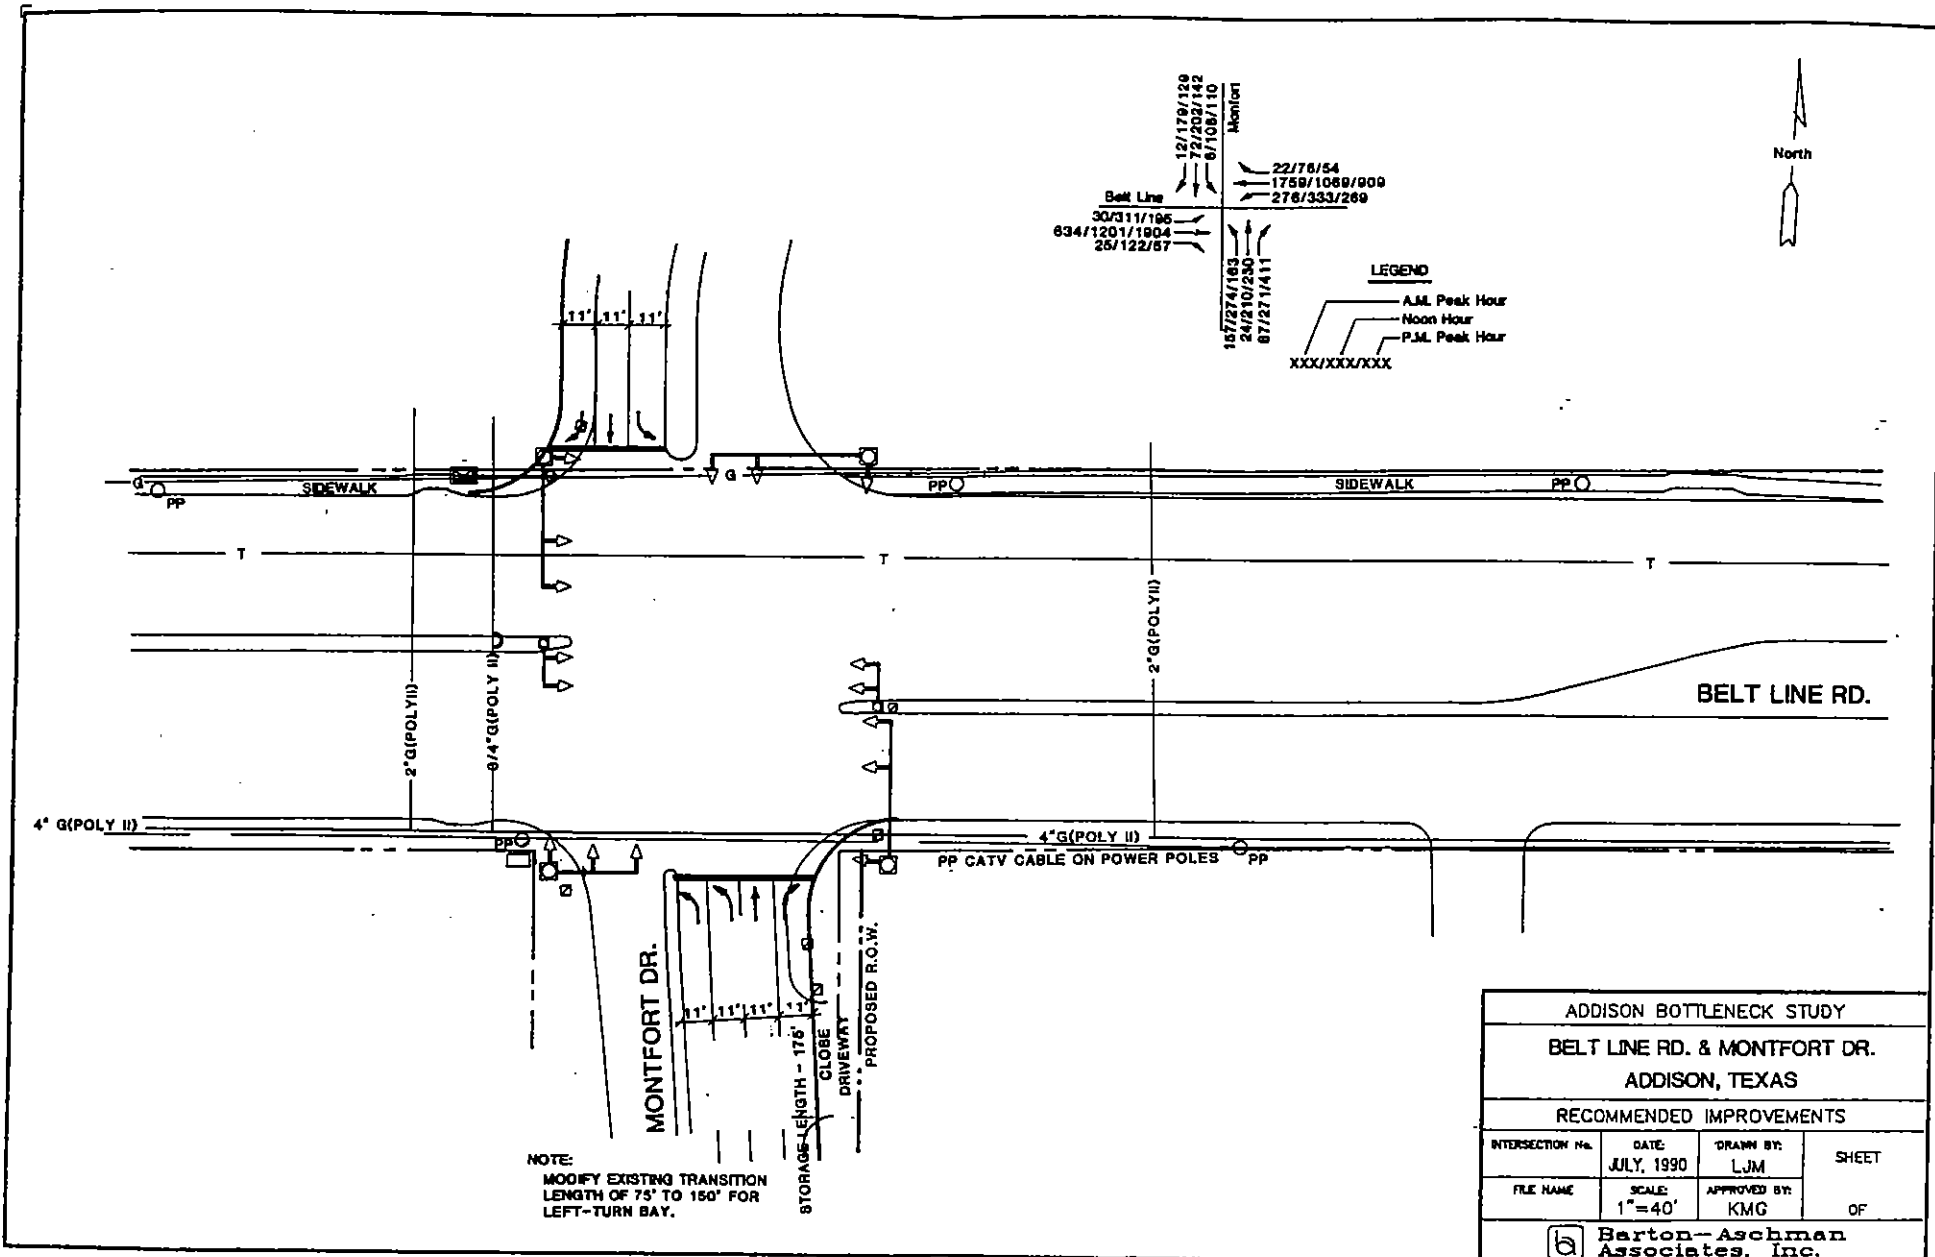 12/179/129
72/202/142
6/108/110
Monfort
22/76/54
1759/1069/909
276/333/269
Belt Line
30/311/195
634/1201/1904
25/122/57
157/274/163
24/210/230
87/271/411
North
LEGEND
A.M. Peak Hour
Noon Hour
P.M. Peak Hour
XXX/XXX/XXX
11' 11' 11'
G
SIDEWALK
PP
G
PP
SIDEWALK
PP
T
T
T
2"G(POLYII)
2"G(POLYII)
BELT LINE RD.
4" G(POLY II)
PP
4"G(POLY II)
PP CATV CABLE ON POWER POLES
PP
MONTFORT DR.
11' 11' 11' 11'
STORAGE LENGTH - 175'
CLOBE
DRIVEWAY
PROPOSED R.O.W.
NOTE:
MODIFY EXISTING TRANSITION
LENGTH OF 75' TO 150' FOR
LEFT-TURN BAY.
ADDISON BOTTLENECK STUDY
BELT LINE RD. & MONTFORT DR.
ADDISON, TEXAS
RECOMMENDED IMPROVEMENTS
INTERSECTION No.
DATE:
JULY, 1990
DRAWN BY:
LJM
SHEET
FILE NAME
SCALE:
1"=40'
APPROVED BY:
KMG
OF
Barton-Aschman
Associates, Inc.